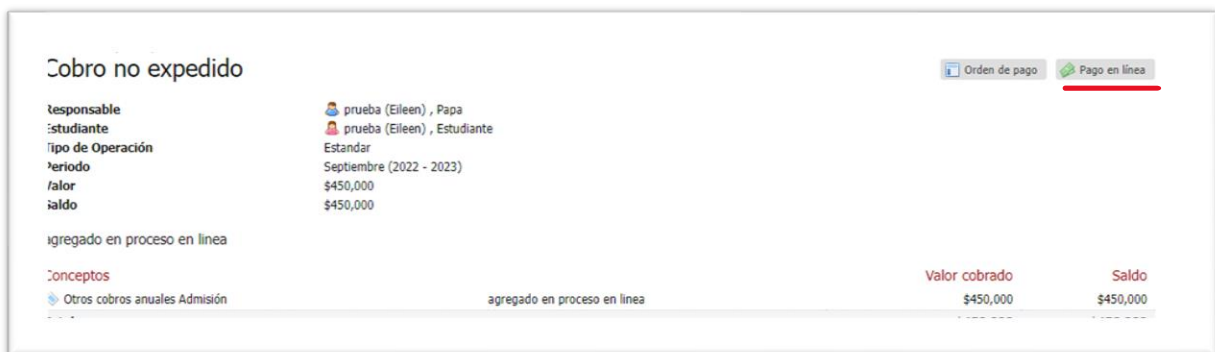 Cobro no expedido
Orden de pago
Pago en línea
Responsable
prueba (Eileen) , Papa
Estudiante
prueba (Eileen) , Estudiante
Tipo de Operación
Estandar
Periodo
Septiembre (2022 - 2023)
Valor
$450,000
Saldo
$450,000
agregado en proceso en linea
Conceptos
Valor cobrado
Saldo
Otros cobros anuales Admisión
agregado en proceso en linea
$450,000
$450,000